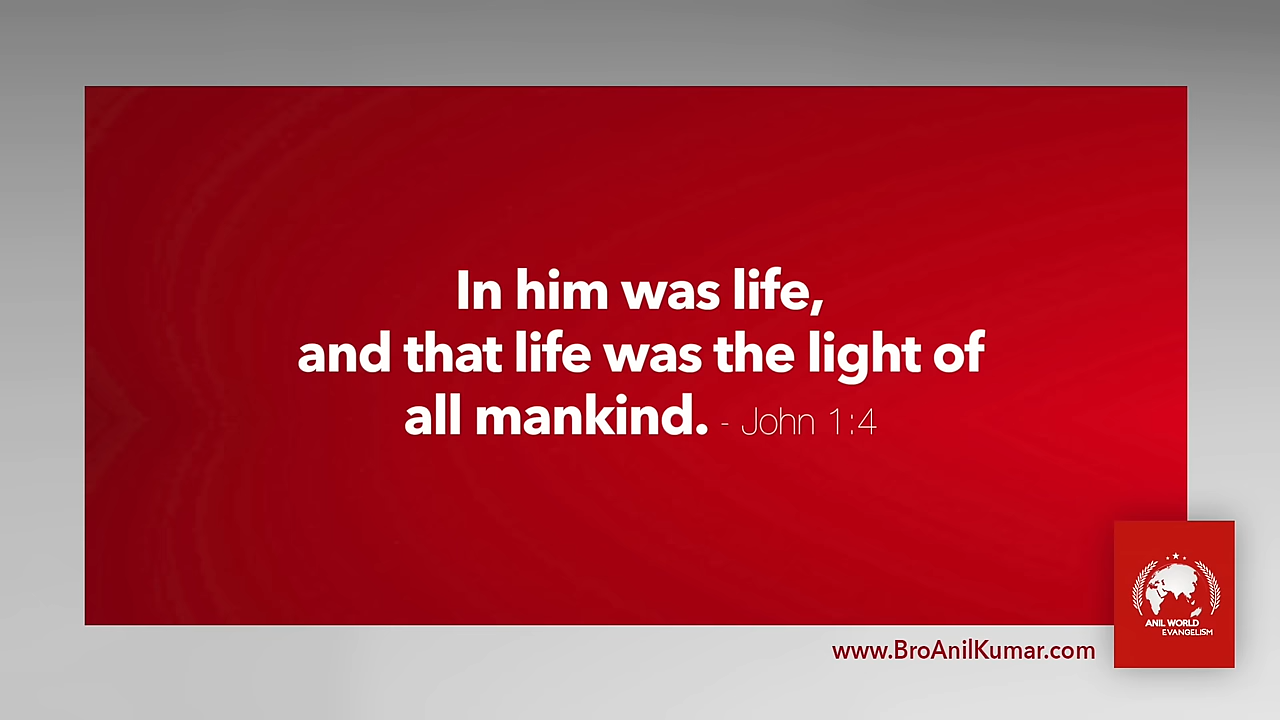 In him was life,
and that life was the light of
all mankind. - John 1:4
ANIL WORLD
EVANGELISM
www.BroAnilKumar.com